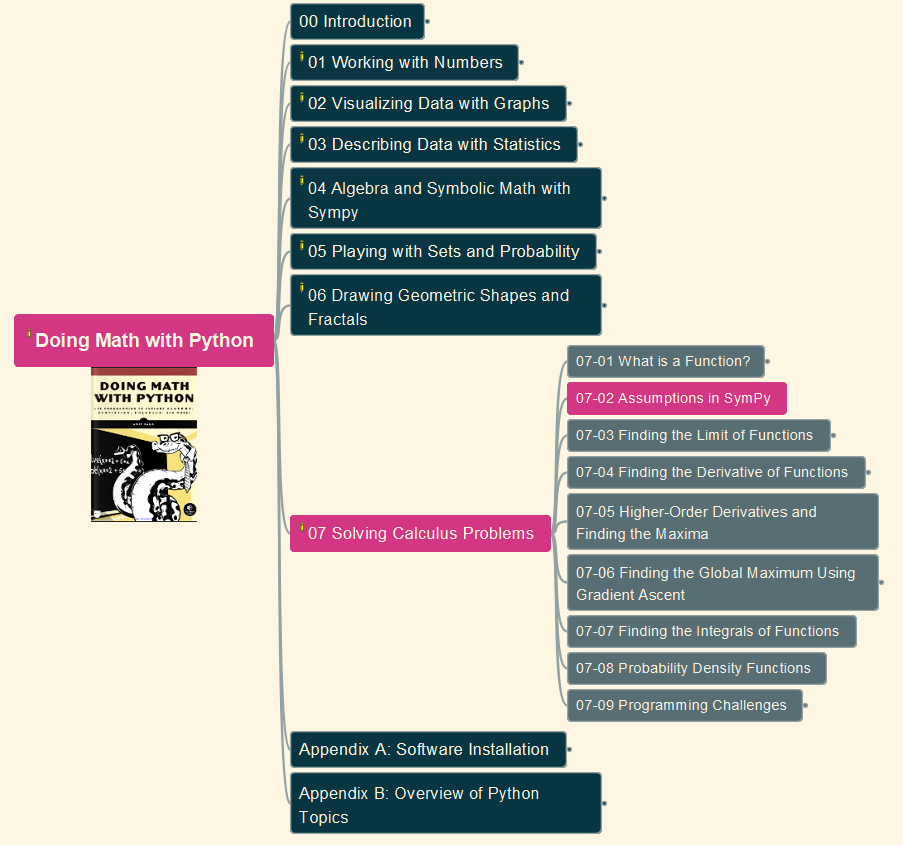 00 Introduction
01 Working with Numbers
02 Visualizing Data with Graphs
03 Describing Data with Statistics
04 Algebra and Symbolic Math with
Sympy
05 Playing with Sets and Probability
06 Drawing Geometric Shapes and
Fractals
Doing Math with Python
DOING MATH
WITH PYTHON
07 Solving Calculus Problems
07-01 What is a Function?
07-02 Assumptions in SymPy
07-03 Finding the Limit of Functions
07-04 Finding the Derivative of Functions
07-05 Higher-Order Derivatives and
Finding the Maxima
07-06 Finding the Global Maximum Using
Gradient Ascent
07-07 Finding the Integrals of Functions
07-08 Probability Density Functions
07-09 Programming Challenges
Appendix A: Software Installation
Appendix B: Overview of Python
Topics